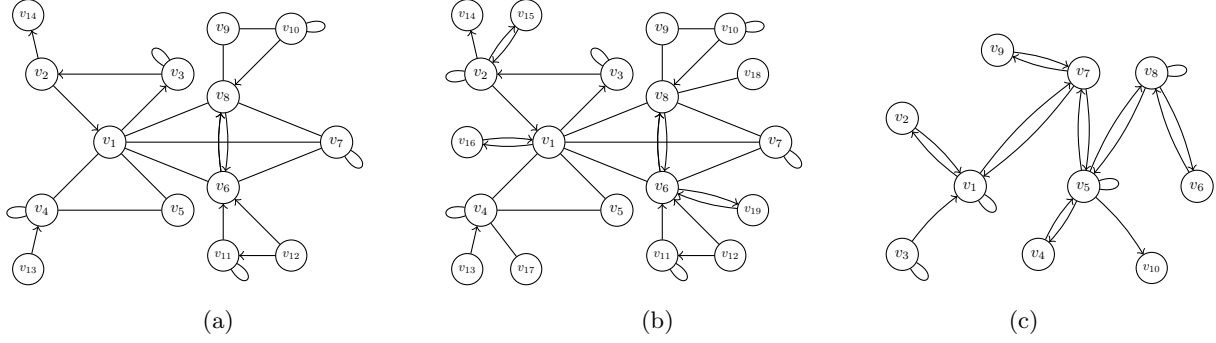 v14 v9 v10
v2 v3
v8
v1 v7
v6
v4 v5
v11 v12
v13
(a)
v14 v15 v9 v10
v2 v3 v18
v8
v16 v1 v7
v6
v4 v5 v19
v11 v12
v13 v17
(b)
v9 v7 v8
v2
v1 v5 v6
v3 v4 v10
(c)